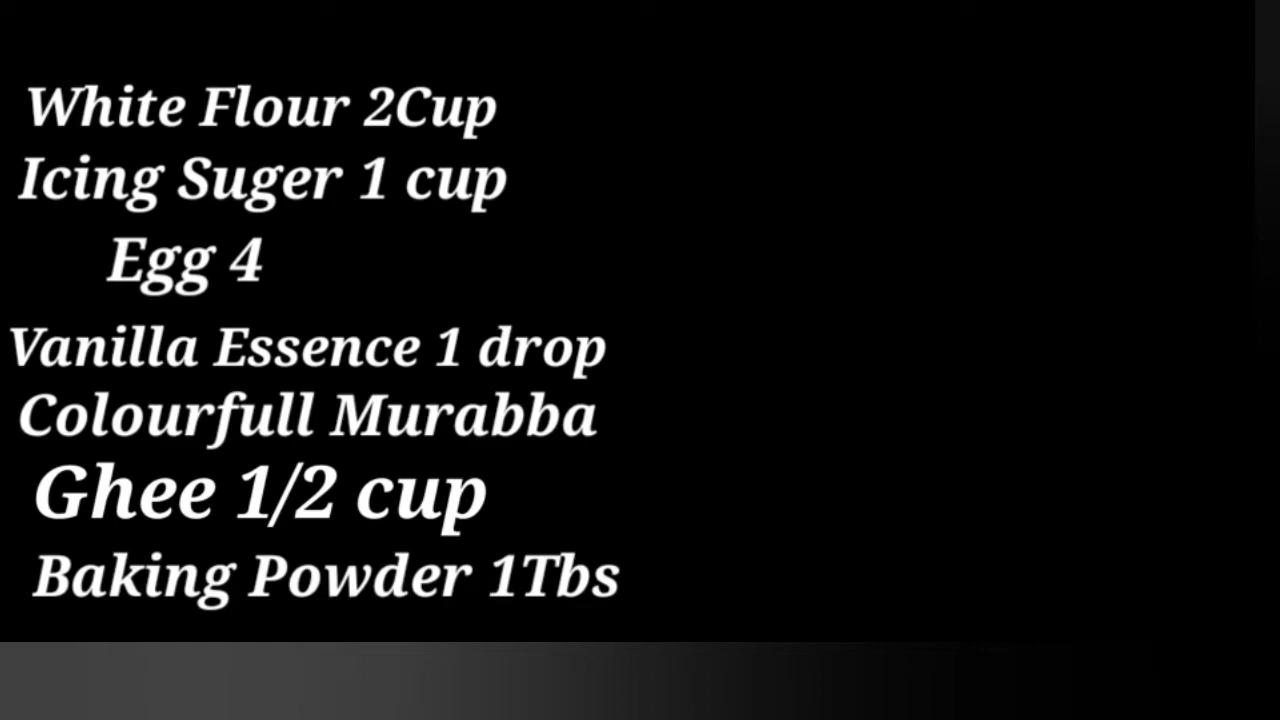 White Flour 2Cup
Icing Suger 1 cup
Egg 4
Vanilla Essence 1 drop
Colourfull Murabba
Ghee 1/2 cup
Baking Powder 1Tbs